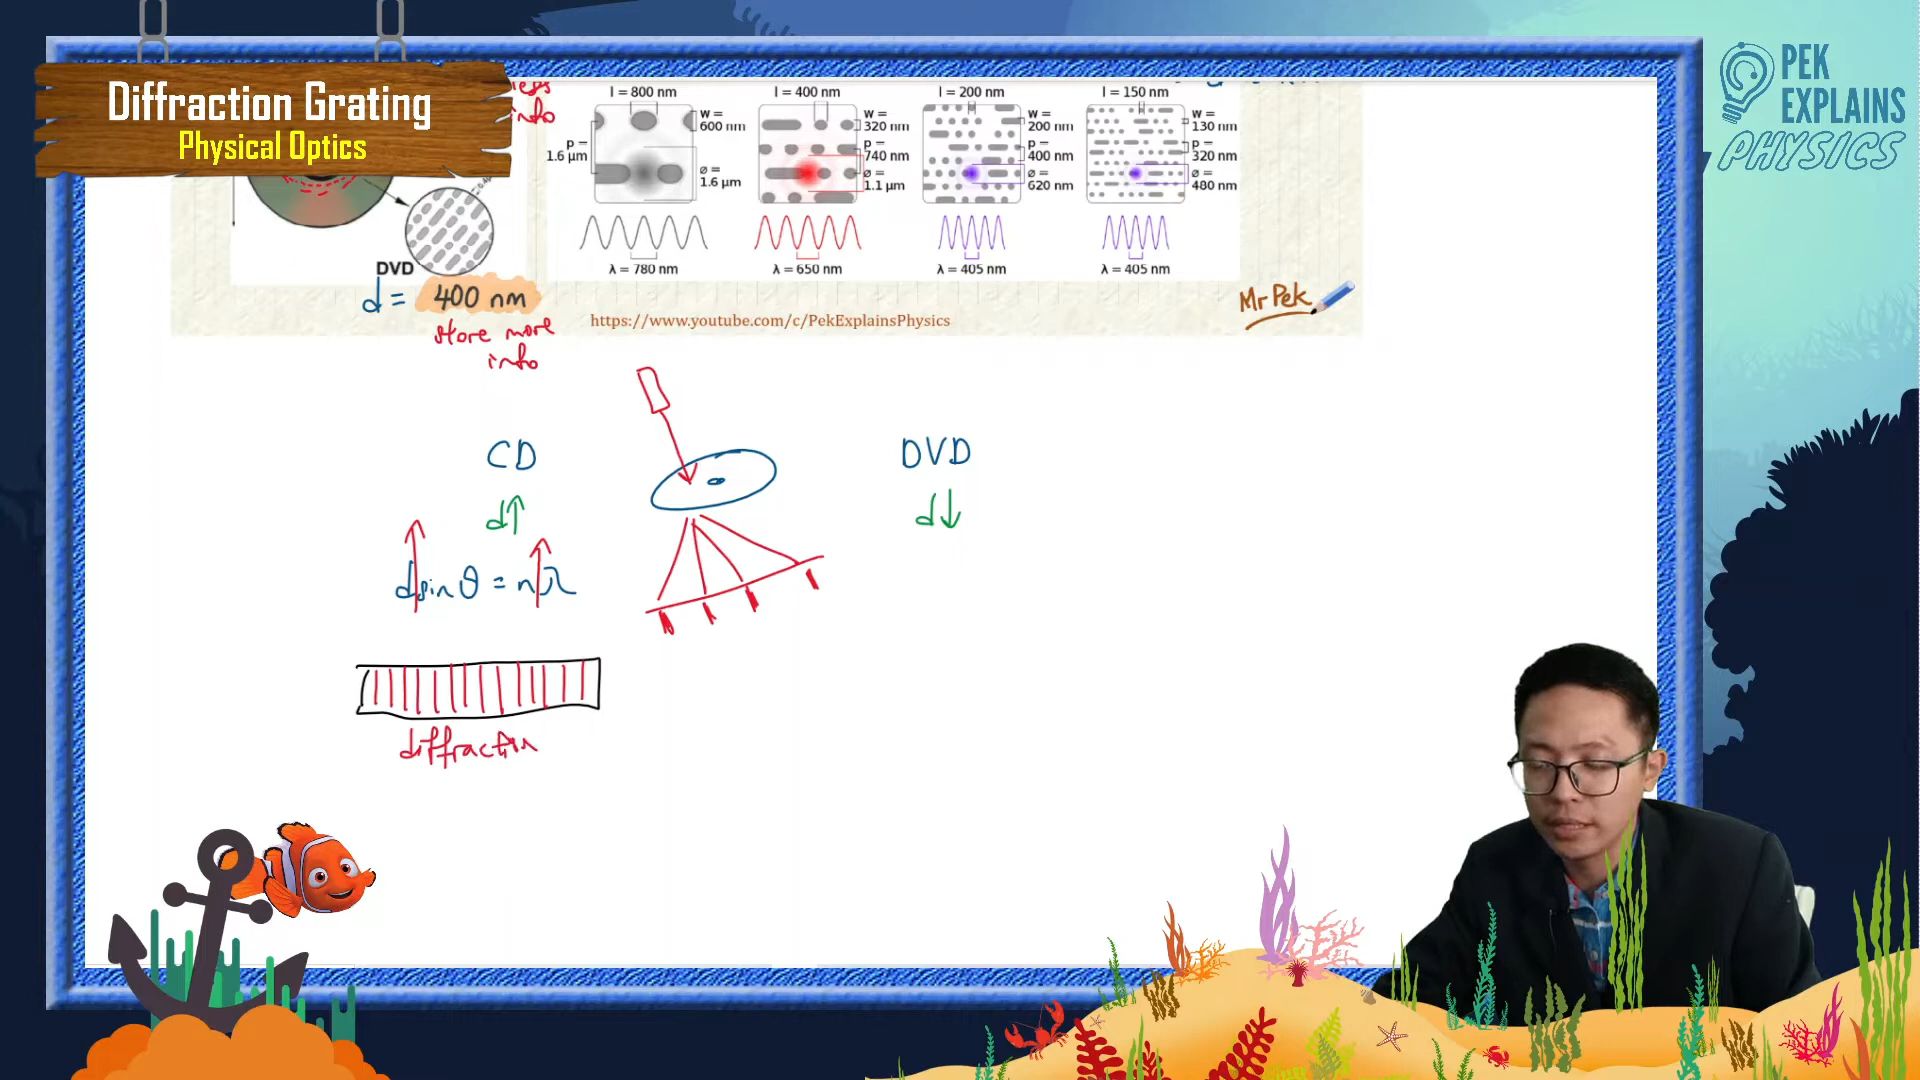 Diffraction Grating
Physical Optics
PEK
EXPLAINS
PHYSICS
info
l = 800 nm
w =
600 nm
p =
1.6 µm
ø =
1.6 µm
λ = 780 nm
l = 400 nm
w =
320 nm
p =
740 nm
ø =
1.1 µm
λ = 650 nm
l = 200 nm
w =
200 nm
p =
400 nm
ø =
620 nm
λ = 405 nm
l = 150 nm
w =
130 nm
p =
320 nm
ø =
480 nm
λ = 405 nm
DVD
d = 400 nm
store more
info
https://www.youtube.com/c/PekExplainsPhysics
Mr Pek
CD
d↑
d sin θ = nλ
DVD
d↓
diffraction